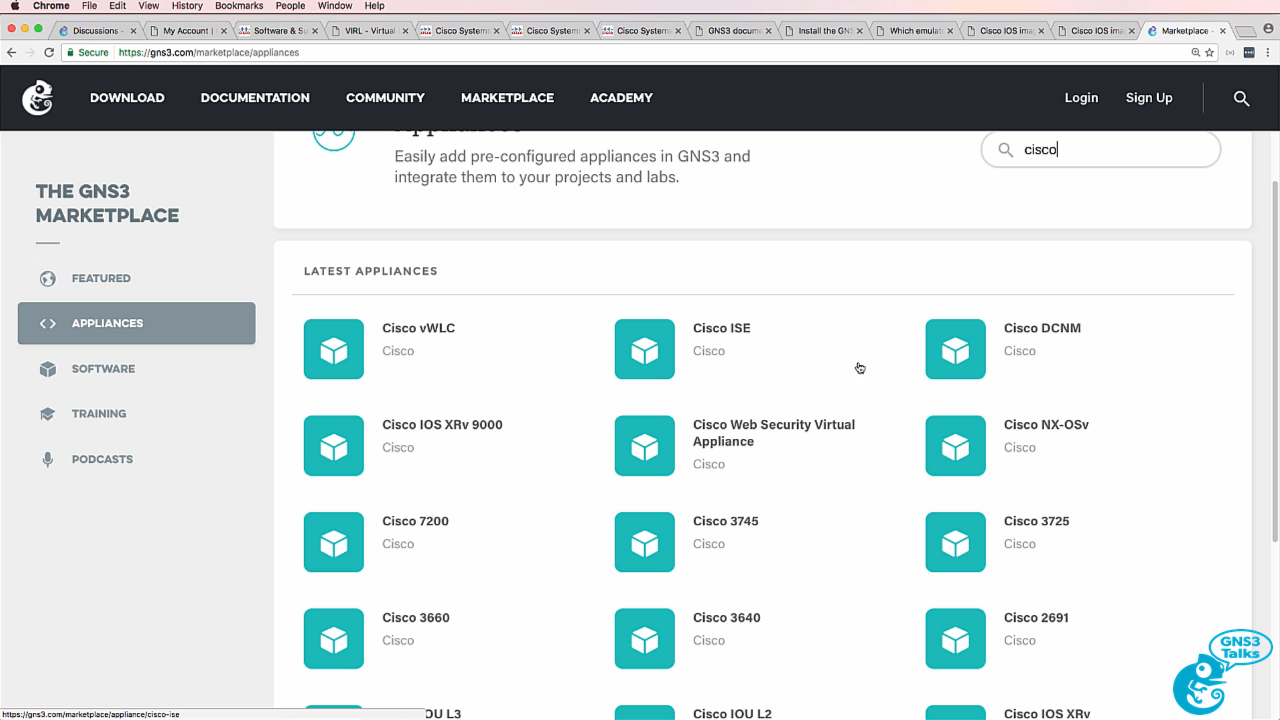 Chrome File Edit View History Bookmarks People Window Help
Discussions - My Account | Software & Su VIRL - Virtual Cisco System Cisco System Cisco System GNS3 docum Install the GN Which emula Cisco IOS ima Cisco IOS ima Marketplace -
Secure https://gns3.com/marketplace/appliances
DOWNLOAD DOCUMENTATION COMMUNITY MARKETPLACE ACADEMY Login Sign Up
Appliances
Easily add pre-configured appliances in GNS3 and
integrate them to your projects and labs.
cisco
THE GNS3
MARKETPLACE
FEATURED
APPLIANCES
SOFTWARE
TRAINING
PODCASTS
LATEST APPLIANCES
Cisco vWLC
Cisco
Cisco ISE
Cisco
Cisco DCNM
Cisco
Cisco IOS XRv 9000
Cisco
Cisco Web Security Virtual
Appliance
Cisco
Cisco NX-OSv
Cisco
Cisco 7200
Cisco
Cisco 3745
Cisco
Cisco 3725
Cisco
Cisco 3660
Cisco
Cisco 3640
Cisco
Cisco 2691
Cisco
OU L3
Cisco IOU L2
Cisco IOS XRv
https://gns3.com/marketplace/appliance/cisco-ise
GNS3
Talks